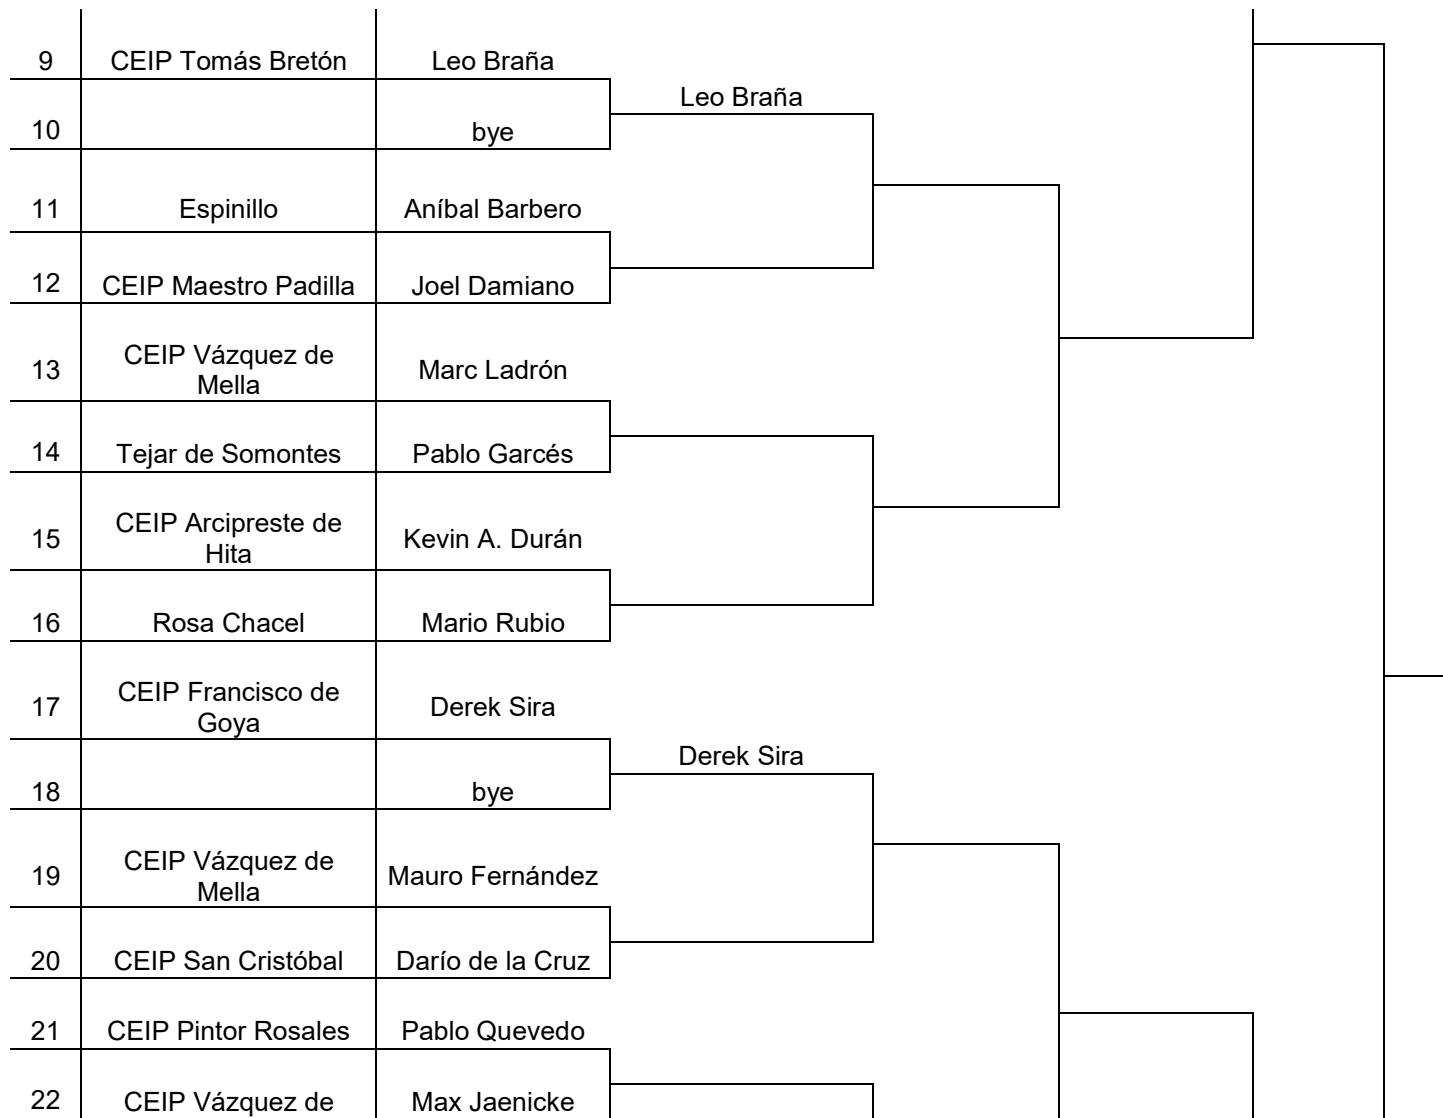 9 CEIP Tomás Bretón Leo Braña
Leo Braña
10 bye
11 Espinillo Aníbal Barbero
12 CEIP Maestro Padilla Joel Damiano
CEIP Vázquez de
13 Marc Ladrón
Mella
14 Tejar de Somontes Pablo Garcés
CEIP Arcipreste de
15 Kevin A. Durán
Hita
16 Rosa Chacel Mario Rubio
CEIP Francisco de
17 Derek Sira
Goya
Derek Sira
18 bye
CEIP Vázquez de
19 Mauro Fernández
Mella
20 CEIP San Cristóbal Darío de la Cruz
21 CEIP Pintor Rosales Pablo Quevedo
22 CEIP Vázquez de Max Jaenicke